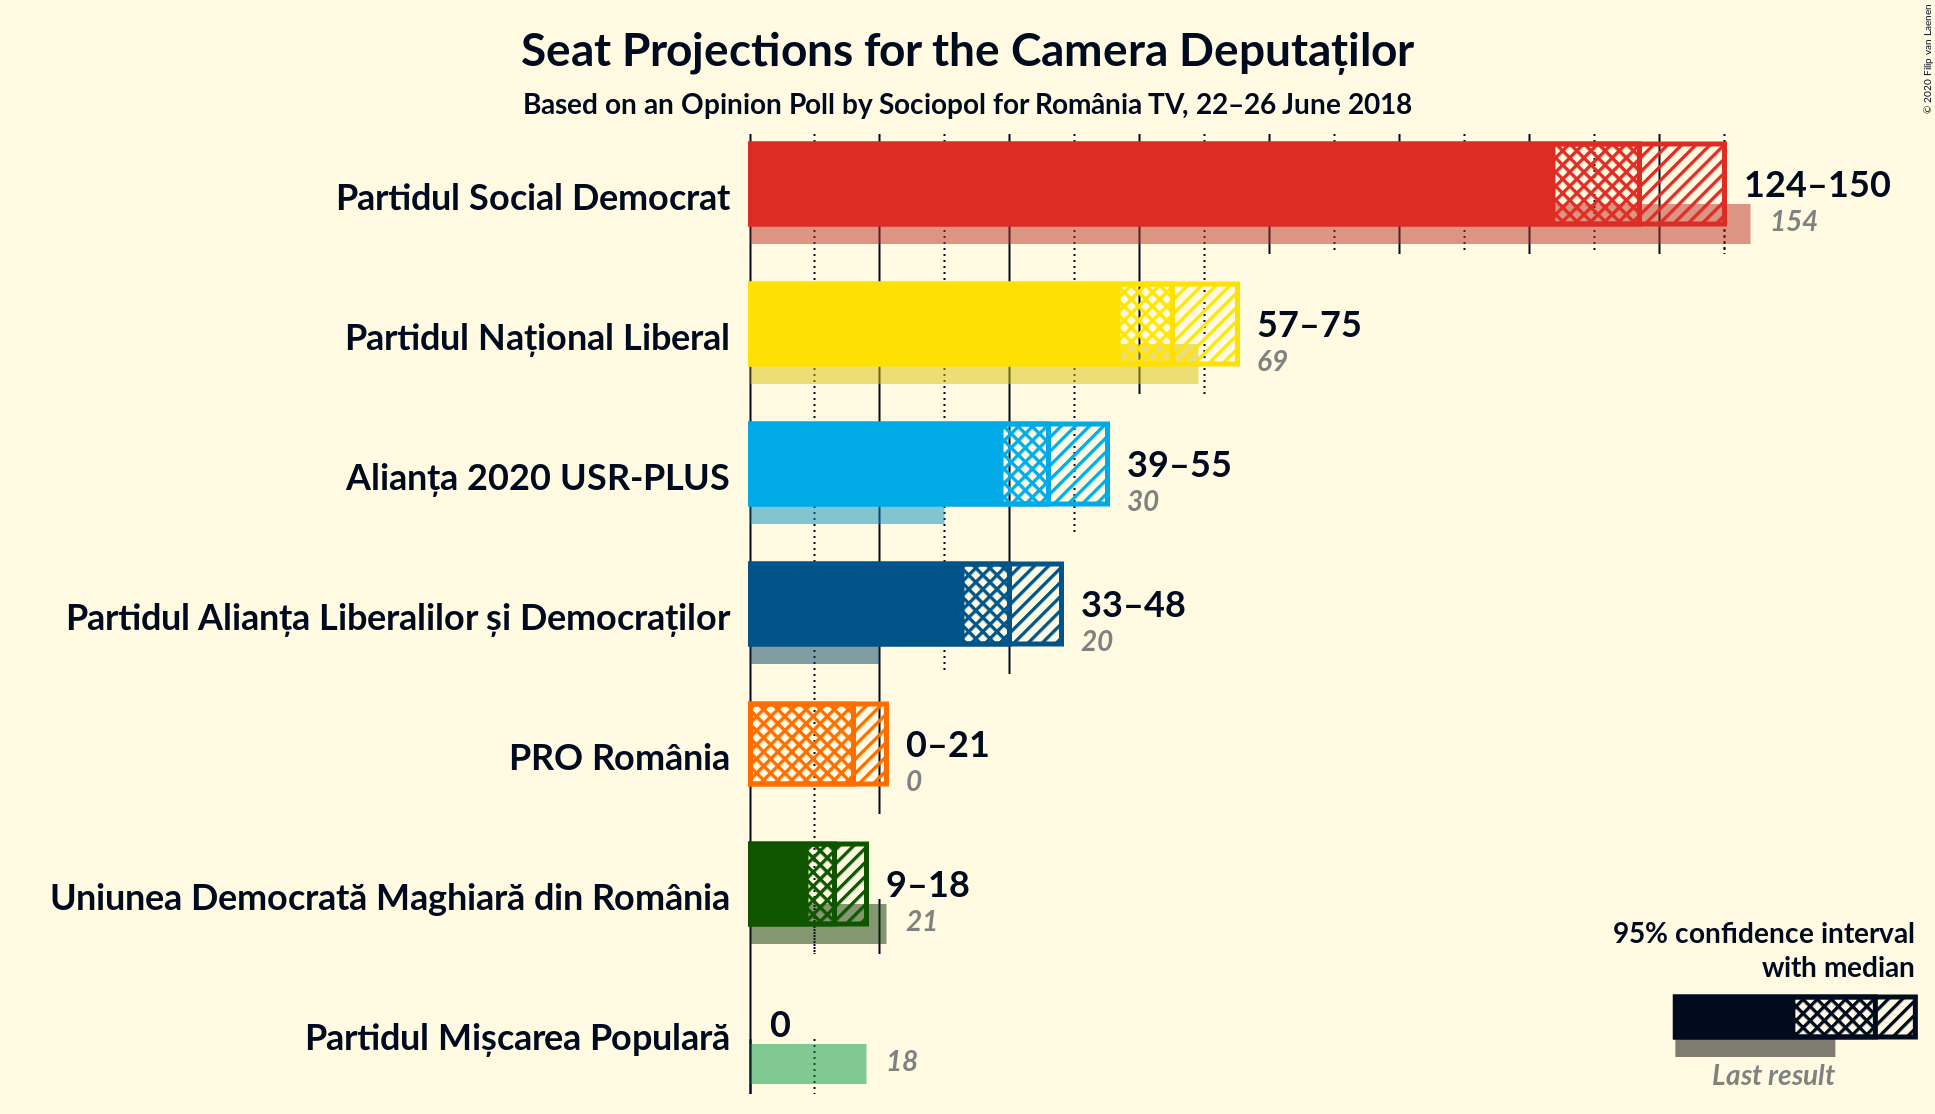 Seat Projections for the Camera Deputaților
Based on an Opinion Poll by Sociopol for România TV, 22–26 June 2018
© 2020 Filip van Laenen
Partidul Social Democrat
124–150
154
Partidul Național Liberal
57–75
69
Alianța 2020 USR-PLUS
39–55
30
Partidul Alianța Liberalilor și Democraților
33–48
20
PRO România
0–21
0
Uniunea Democrată Maghiară din România
9–18
21
Partidul Mișcarea Populară
0
18
95% confidence interval
with median
Last result